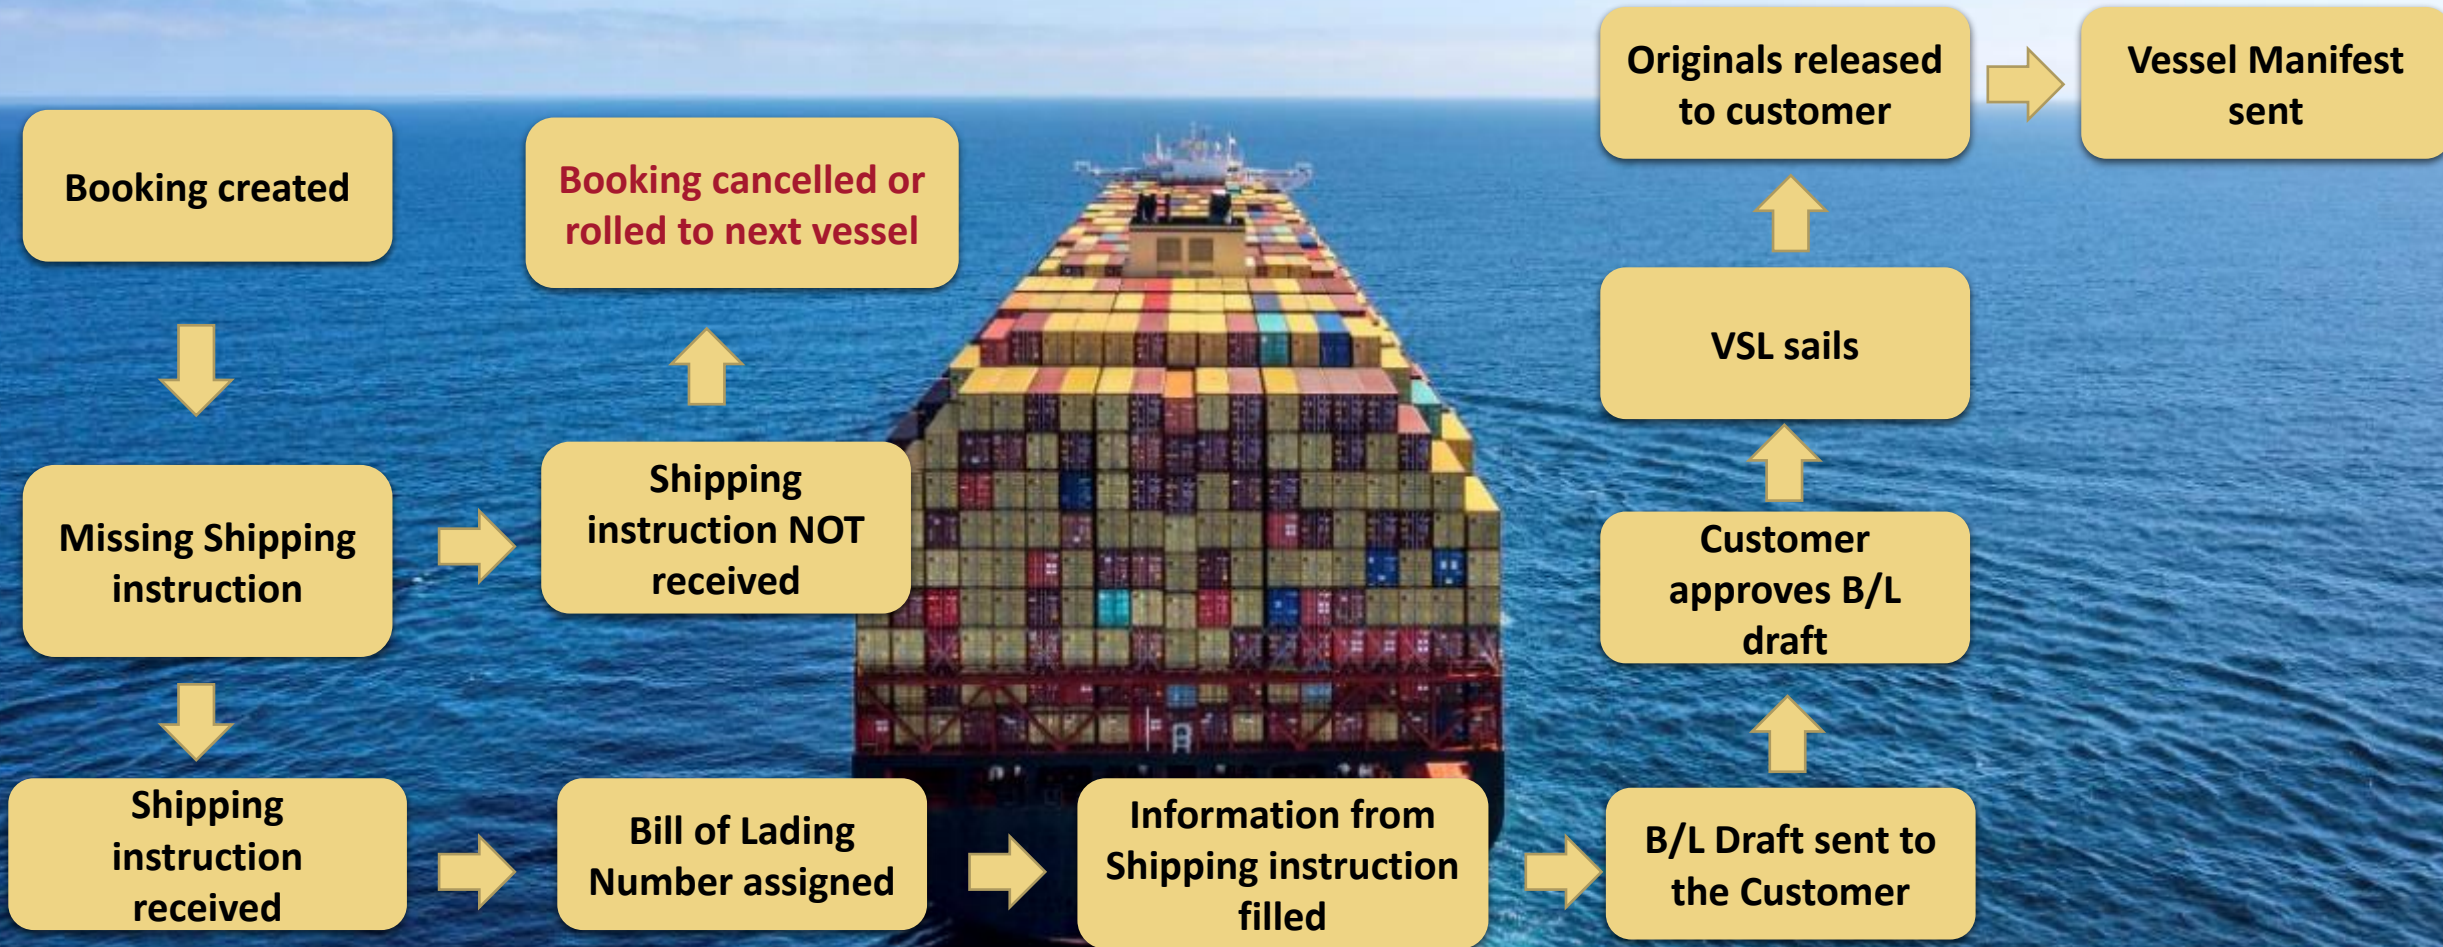 Booking created
Missing Shipping
instruction
Shipping
instruction
received
Booking cancelled or
rolled to next vessel
Shipping
instruction NOT
received
Bill of Lading
Number assigned
Information from
Shipping instruction
filled
B/L Draft sent to
the Customer
Customer
approves B/L
draft
VSL sails
Originals released
to customer
Vessel Manifest
sent